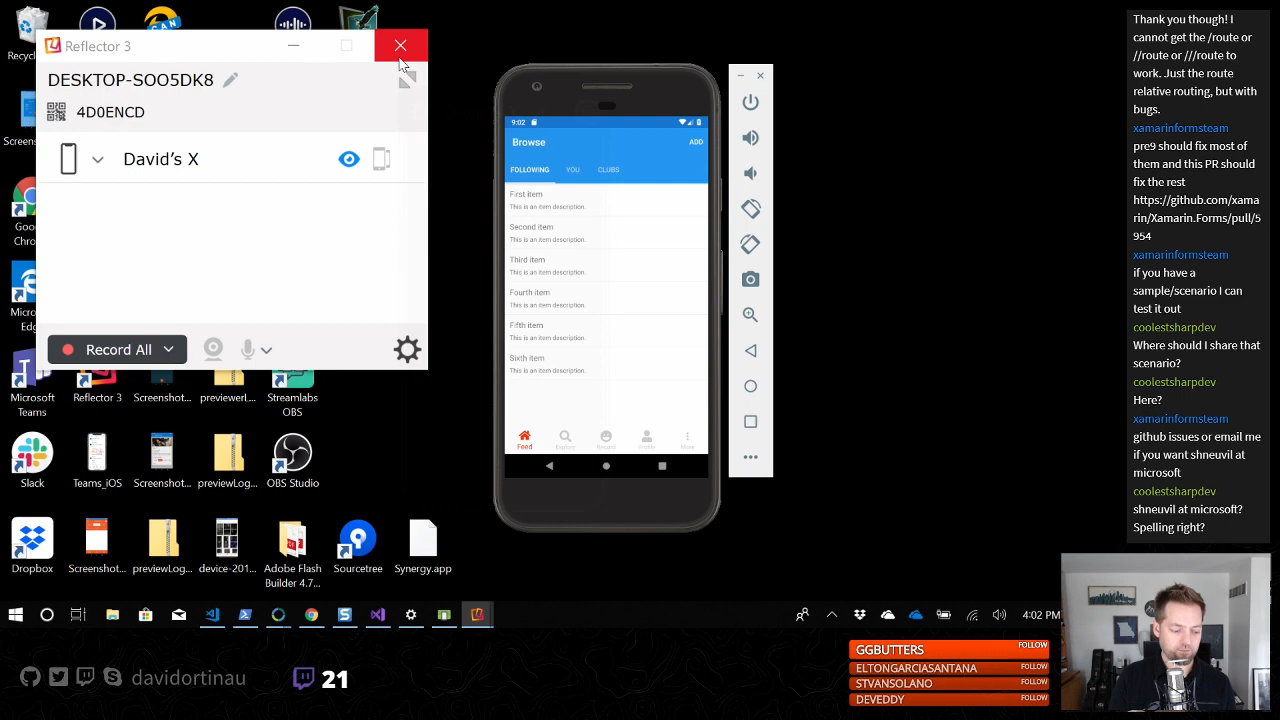 Reflector 3
DESKTOP-SOO5DK8
4D0ENCD
David's X
Record All
Recyc
Screensh
Goo
Chro
Micro
Edg
Microsoft
Teams
Reflector 3
Screenshot...
previewerL...
Screenshot...
Streamlabs
OBS
Slack
Teams_iOS
Screenshot...
previewLog...
OBS Studio
Dropbox
Screenshot...
previewLog...
device-201...
Adobe Flash
Builder 4.7...
Sourcetree
Synergy.app
9:02
Browse
ADD
FOLLOWING
YOU
CLUBS
First item
This is an item description.
Second item
This is an item description.
Third item
This is an item description.
Fourth item
This is an item description.
Fifth item
This is an item description.
Sixth item
This is an item description.
Feed
Explore
Record
Profile
More
Thank you though! I
cannot get the /route or
//route or ///route to
work. Just the route
relative routing, but with
bugs.
xamarinformsteam
pre9 should fix most of
them and this PR should
fix the rest
http://github.com/xama
rin/Xamarin.Forms/pull/5
954
xamarinformsteam
if you have a
sample/scenario I can
test it out
coolestsharpdev
Where should I share that
scenario?
coolestsharpdev
Here?
xamarinformsteam
github issues or email me
if you want shneuvil at
microsoft
coolestsharpdev
shneuvil at microsoft?
Spelling right?
4:02 PM
davidortinau
21
GGBUTTERS FOLLOW
ELTONGARCIASANTANA FOLLOW
STVANSOLANO FOLLOW
DEVEDDY FOLLOW